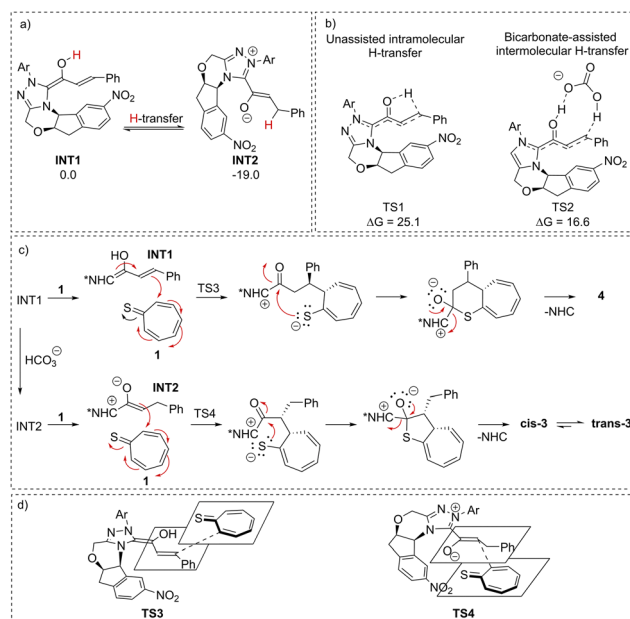 a)
H
O
Ar
N
N
N
Ph
NO₂
O
H-transfer
INT1
0.0
O
N
N
⊕
N
Ar
N
O
⊖
Ph
H
NO₂
INT2
-19.0
b)
Unassisted intramolecular
H-transfer
O
H
Ar
N
N
N
Ph
NO₂
O
TS1
ΔG = 25.1
Bicarbonate-assisted
intermolecular H-transfer
⊖
O
O
H
O
O
H
Ar
N
N
Ph
NO₂
O
TS2
ΔG = 16.6
c)
INT1
1
HO
INT1
*NHC
Ph
S
1
TS3
O
Ph
*NHC
⊕
:S:
⊖
Ph
⊖
:O:
S
*NHC
⊕
-NHC
4
HCO₃⊖
INT2
1
⊖
O
INT2
⊕
*NHC
Ph
S
1
TS4
O
Ph
⊕
*NHC
:S:
⊖
:O:⊖
Ph
⊕
*NHC
S
-NHC
cis-3
trans-3
d)
Ar
N
N
N
OH
O
Ph
NO₂
S
TS3
N
N
⊕
N
Ar
O
N
O
⊖
Ph
S
NO₂
TS4